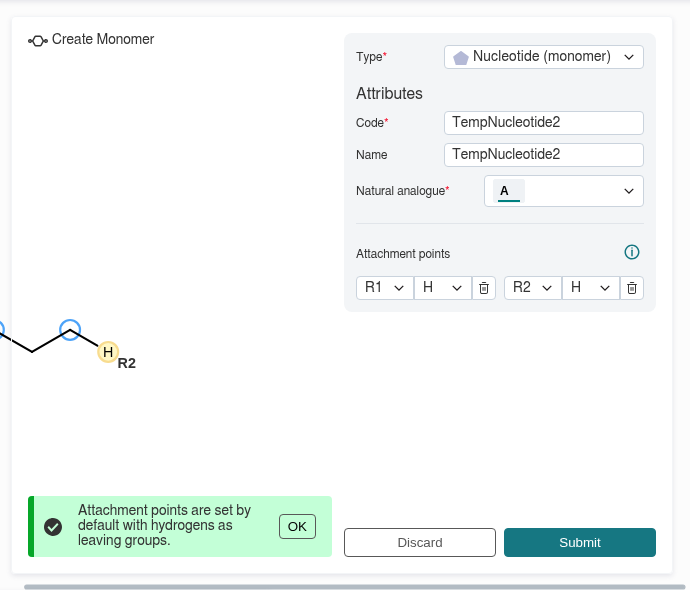 Create Monomer
Type*
Nucleotide (monomer)
Attributes
Code*
TempNucleotide2
Name
TempNucleotide2
Natural analogue*
A
Attachment points
R1 H R2 H
H
R2
Attachment points are set by
default with hydrogens as
leaving groups.
OK
Discard
Submit